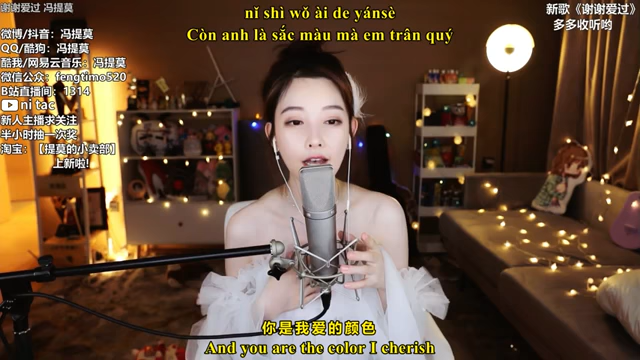 谢谢爱过 冯提莫
nǐ shì wǒ ài de yánsè
Còn anh là sắc màu mà em trân quý
新歌《谢谢爱过》
多多收听哟
微博/抖音：冯提莫
QQ/酷狗：冯提莫
酷我/网易云音乐：冯提莫
微信公众：fengtimo520
B站直播间：1314
ni tac
新人主播求关注
半小时抽一次奖
淘宝：【提莫的小卖部】
上新啦!
你是我爱的颜色
And you are the color I cherish